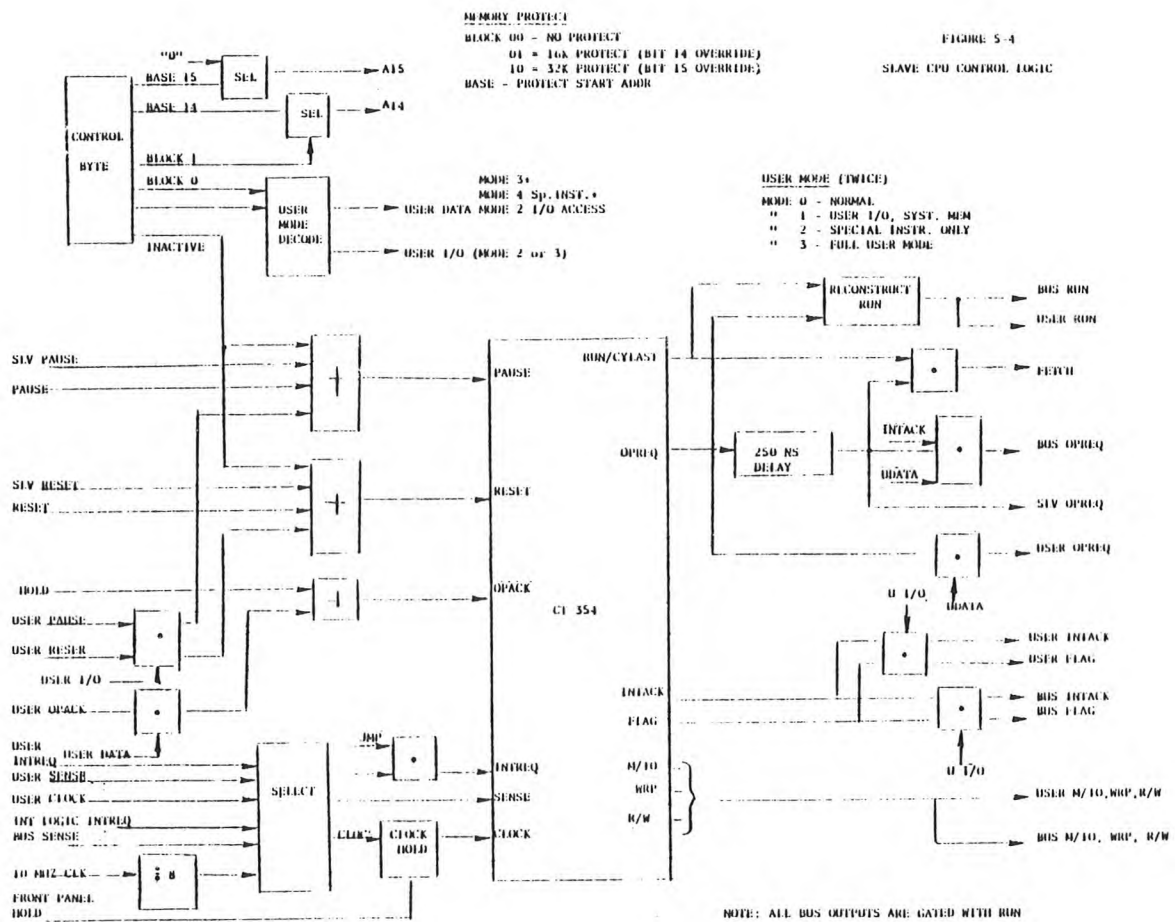 MEMORY PROTECT
BLOCK 00 - NO PROTECT
01 = 16K PROTECT (BIT 14 OVERRIDE)
10 = 32K PROTECT (BIT 15 OVERRIDE)
BASE - PROTECT START ADDR
FIGURE 5-4
SLAVE CPU CONTROL LOGIC
"0"
BASE 15
SEL
A15
BASE 14
SEL
A14
CONTROL
BYTE
BLOCK 1
BLOCK 0
INACTIVE
USER
MODE
DECODE
MODE 3+
MODE 4 Sp.INST.+
USER DATA MODE 2 I/O ACCESS
USER I/O (MODE 2 or 3)
USER MODE (TWICE)
MODE 0 - NORMAL
" 1 - USER I/O, SYST. MEM
" 2 - SPECIAL INSTR. ONLY
" 3 - FULL USER MODE
RECONSTRUCT
RUN
BUS RUN
USER RUN
SLV PAUSE
PAUSE
+
PAUSE
RUN/CYLAST
•
FETCH
OPREQ
250 NS
DELAY
INTACK
DDATA
•
BUS OPREQ
SLV OPREQ
SLV RESET
RESET
+
RESET
•
USER OPREQ
DDATA
HOLD
+
OPACK
CT 354
USER PAUSE
USER RESER
•
USER I/O
USER OPACK
•
USER DATA
U I/O
•
USER INTACK
USER FLAG
INTACK
FLAG
•
BUS INTACK
BUS FLAG
U I/O
USER
INTREQ
USER SENSE
USER CLOCK
INT LOGIC INTREQ
BUS SENSE
10 MHZ CLK
÷ 8
SELECT
JMP
•
INTREQ
SENSE
CLOCK
CLOCK
HOLD
FRONT PANEL
HOLD
M/IO
WRP
R/W
USER M/IO,WRP,R/W
BUS M/IO, WRP, R/W
NOTE: ALL BUS OUTPUTS ARE GATED WITH RUN